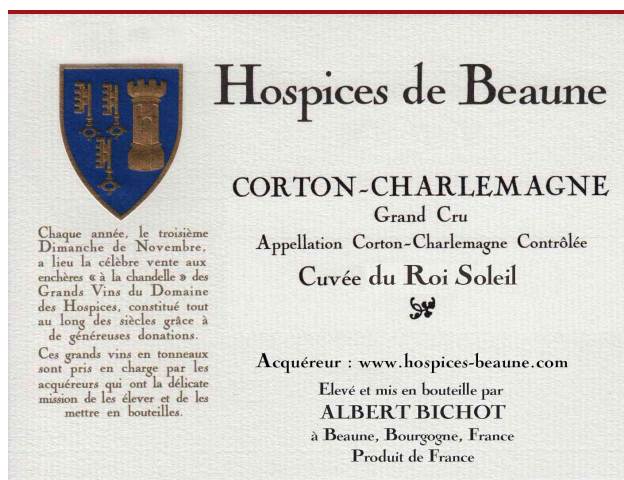 Hospices de Beaune
CORTON-CHARLEMAGNE
Grand Cru
Appellation Corton-Charlemagne Contrôlée
Cuvée du Roi Soleil
Chaque année, le troisième
Dimanche de Novembre,
a lieu la célèbre vente aux
enchères « à la chandelle » des
Grands Vins du Domaine
des Hospices, constitué tout
au long des siècles grâce à
de généreuses donations.
Ces grands vins en tonneaux
sont pris en charge par les
acquéreurs qui ont la délicate
mission de les élever et de les
mettre en bouteilles.
Acquéreur : www.hospices-beaune.com
Elevé et mis en bouteille par
ALBERT BICHOT
à Beaune, Bourgogne, France
Produit de France